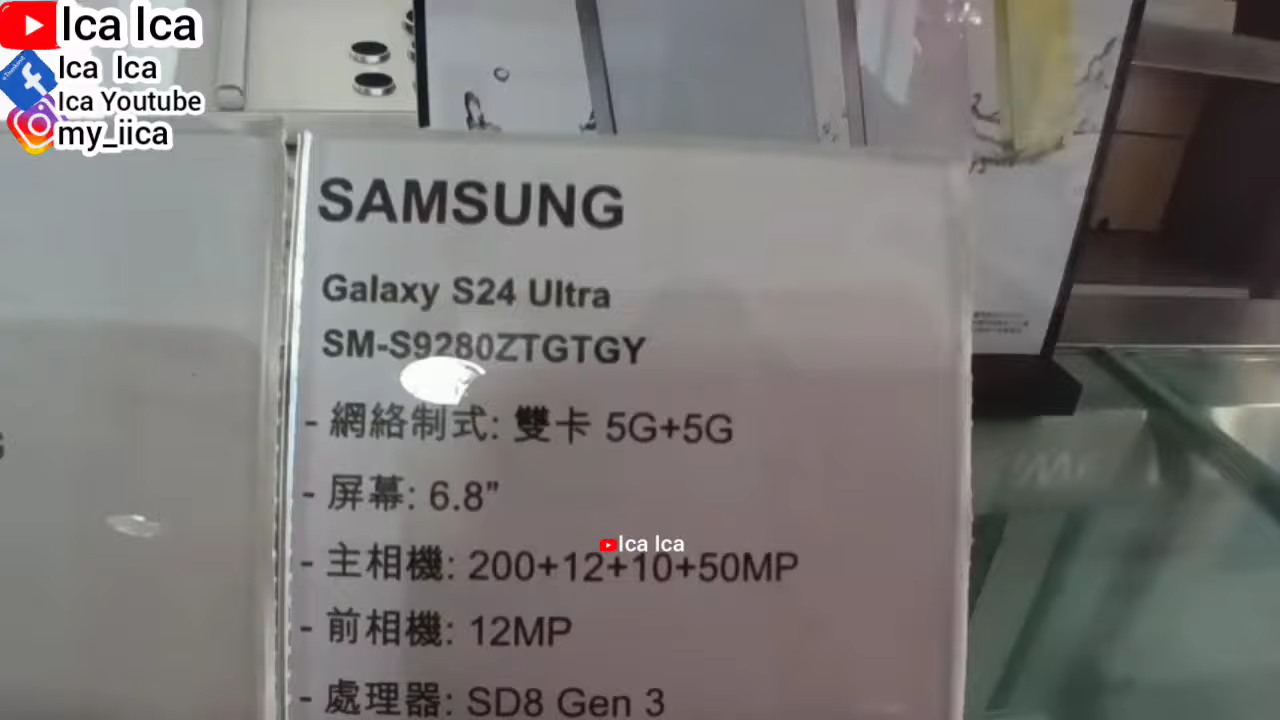 Ica Ica
Ica Ica
Ica Youtube
my_iica
SAMSUNG
Galaxy S24 Ultra
SM-S9280ZTGTGY
- 網絡制式: 雙卡 5G+5G
- 屏幕: 6.8”
Ica Ica
- 主相機: 200+12+10+50MP
- 前相機: 12MP
- 處理器: SD8 Gen 3